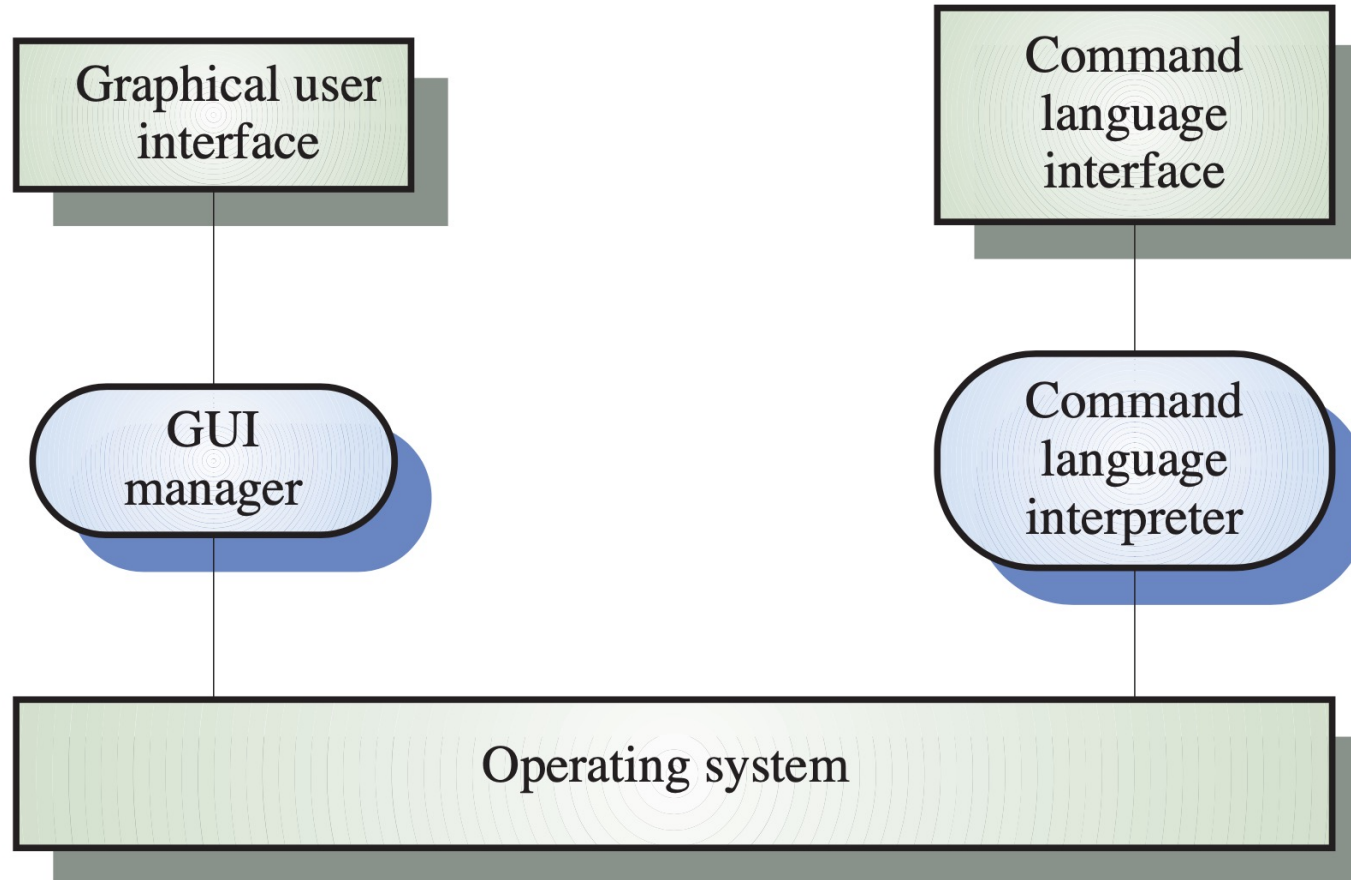 Graphical user
interface
Command
language
interface
GUI
manager
Command
language
interpreter
Operating system